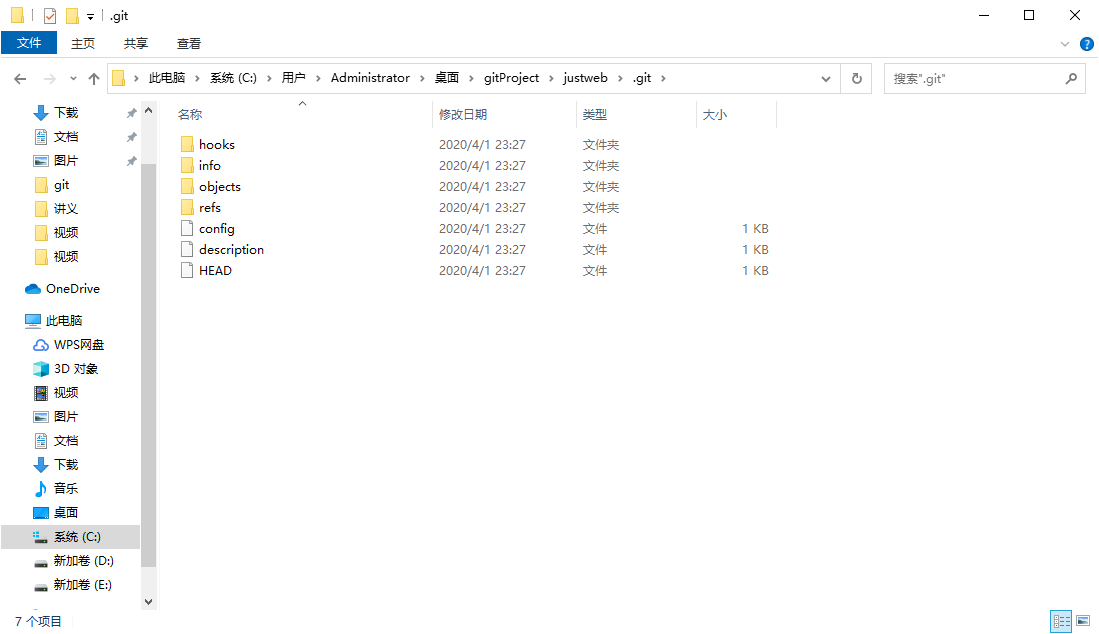 .git
文件 主页 共享 查看
此电脑 系统 (C:) 用户 Administrator 桌面 gitProject justweb .git
搜索".git"
下载
文档
图片
git
讲义
视频
视频
OneDrive
此电脑
WPS网盘
3D 对象
视频
图片
文档
下载
音乐
桌面
系统 (C:)
新加卷 (D:)
新加卷 (E:)
名称 修改日期 类型 大小
hooks 2020/4/1 23:27 文件夹
info 2020/4/1 23:27 文件夹
objects 2020/4/1 23:27 文件夹
refs 2020/4/1 23:27 文件夹
config 2020/4/1 23:27 文件 1 KB
description 2020/4/1 23:27 文件 1 KB
HEAD 2020/4/1 23:27 文件 1 KB
7 个项目